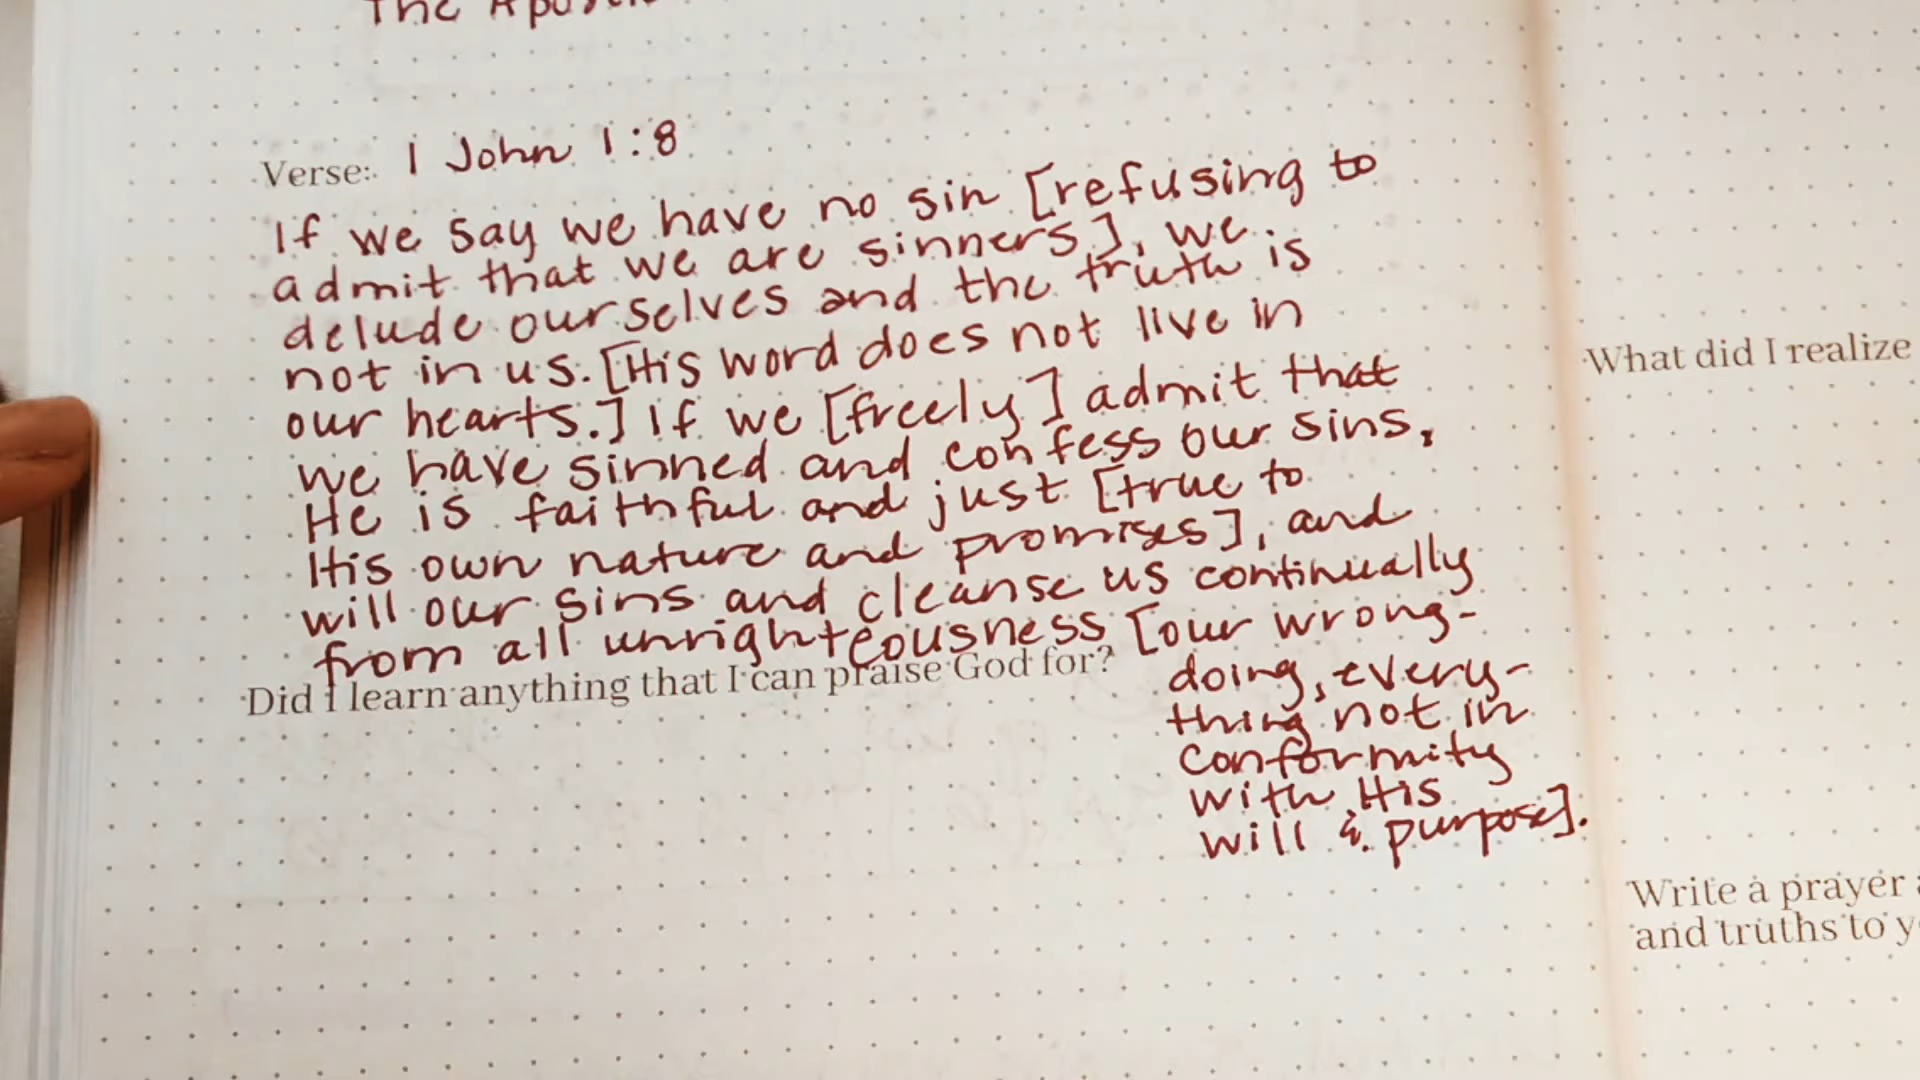 The Apostle
Verse: 1 John 1:8
If we say we have no sin [refusing to
admit that we are sinners], we
delude ourselves and the truth is
not in us. [His word does not live in
our hearts.] If we [freely] admit that
we have sinned and confess our sins,
He is faithful and just [true to
His own nature and promises], and
will our sins and cleanse us continually
from all unrighteousness [our wrong-
doing, every-
thing not in
conformity
with His
will & purpose].
Did I learn anything that I can praise God for?
What did I realize
Write a prayer
and truths to